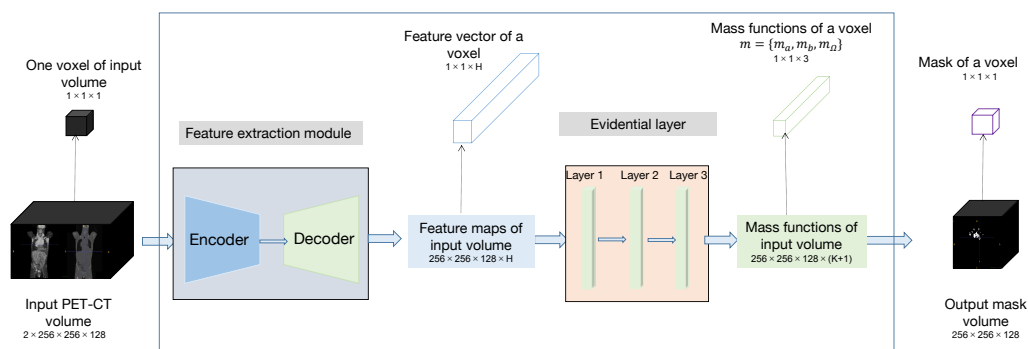 One voxel of input
volume
1 × 1 × 1
Input PET-CT
volume
2 × 256 × 256 × 128
Feature extraction module
Encoder
Decoder
Feature vector of a
voxel
1 × 1 × H
Feature maps of
input volume
256 × 256 × 128 × H
Evidential layer
Layer 1
Layer 2
Layer 3
Mass functions of a voxel
m = {m_a, m_b, m_Ω}
1 × 1 × 3
Mass functions of
input volume
256 × 256 × 128 × (K+1)
Mask of a voxel
1 × 1 × 1
Output mask
volume
256 × 256 × 128